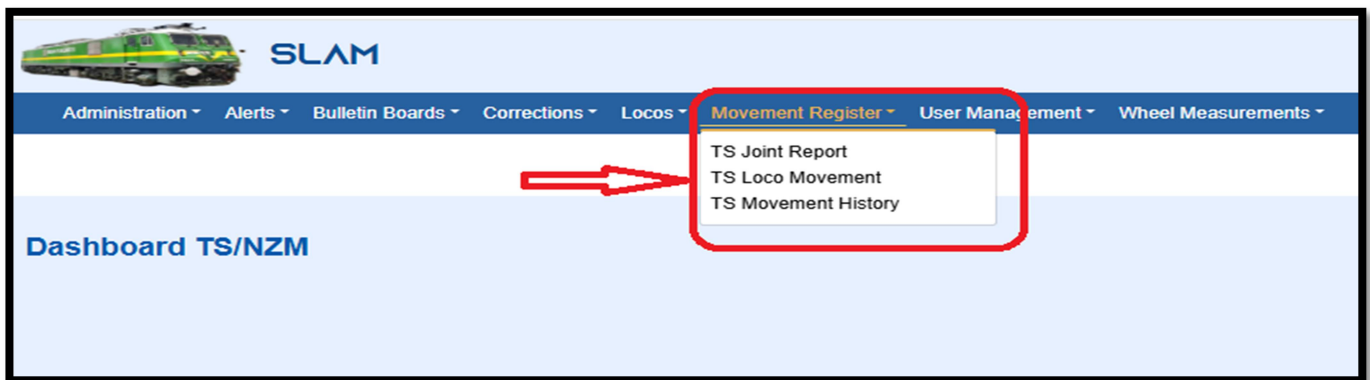 SLAM
Administration Alerts Bulletin Boards Corrections Locos Movement Register User Management Wheel Measurements
TS Joint Report
TS Loco Movement
TS Movement History
Dashboard TS/NZM